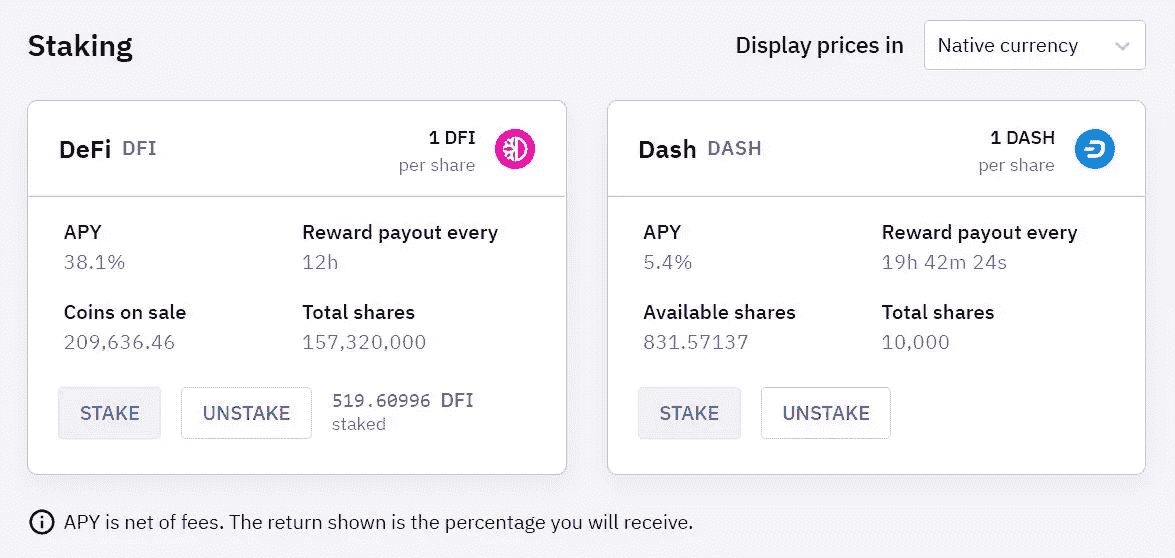 Staking
Display prices in
Native currency
DeFi DFI
1 DFI
per share
APY
38.1%
Reward payout every
12h
Coins on sale
209,636.46
Total shares
157,320,000
STAKE
UNSTAKE
519.60996 DFI
staked
Dash DASH
1 DASH
per share
APY
5.4%
Reward payout every
19h 42m 24s
Available shares
831.57137
Total shares
10,000
STAKE
UNSTAKE
APY is net of fees. The return shown is the percentage you will receive.